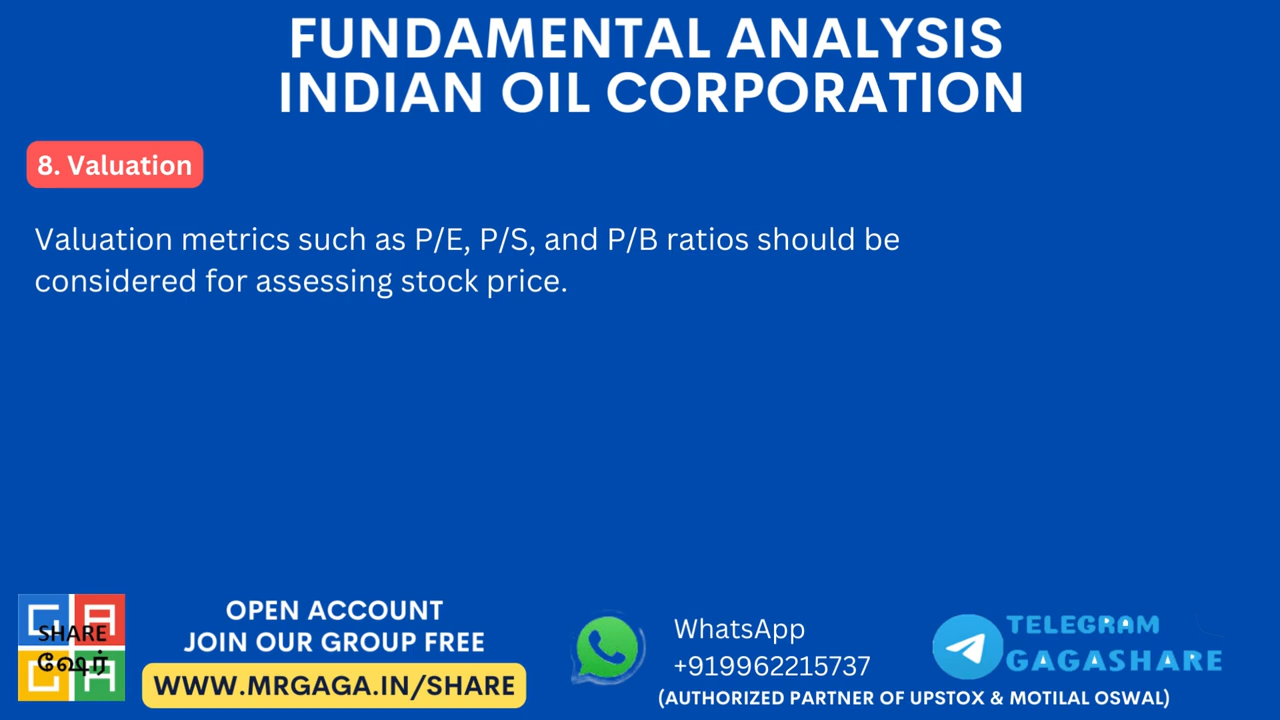 FUNDAMENTAL ANALYSIS
INDIAN OIL CORPORATION
8. Valuation
Valuation metrics such as P/E, P/S, and P/B ratios should be
considered for assessing stock price.
GAGA
SHARE
ஷேர்
OPEN ACCOUNT
JOIN OUR GROUP FREE
WWW.MRGAGA.IN/SHARE
WhatsApp
+919962215737
TELEGRAM
GAGASHARE
(AUTHORIZED PARTNER OF UPSTOX & MOTILAL OSWAL)